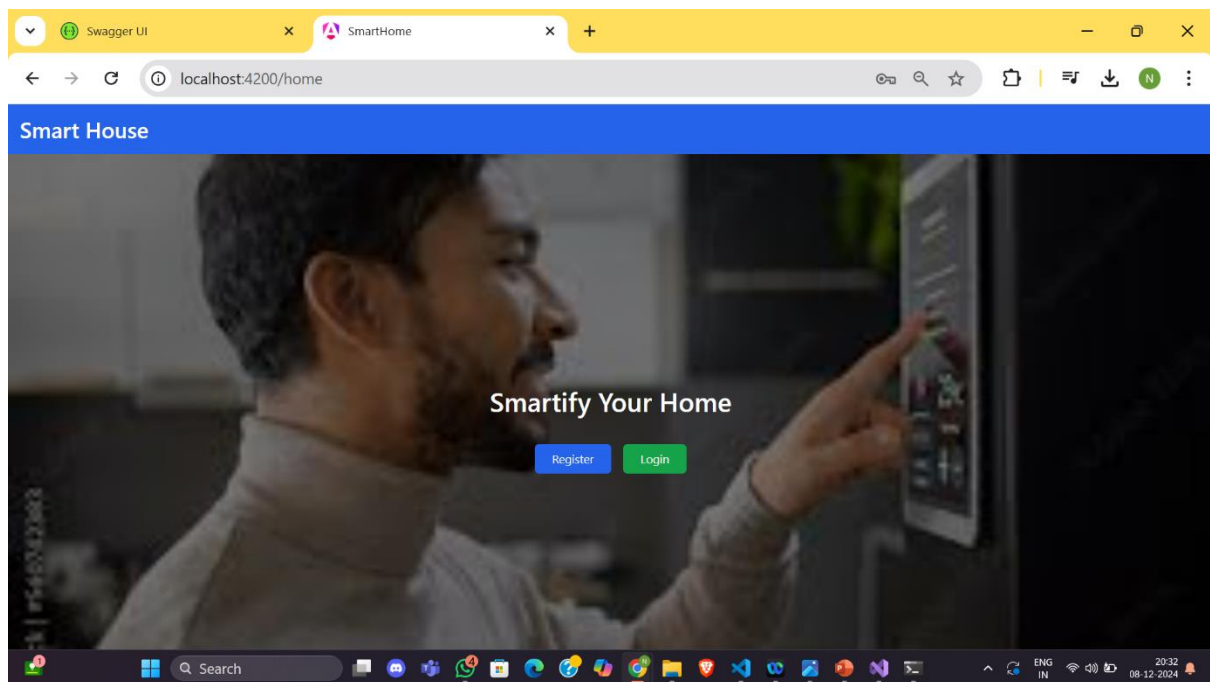 Swagger UI
SmartHome
localhost:4200/home
N
Smart House
Smartify Your Home
Register
Login
Search
4
ENG
IN
20:32
08-12-2024